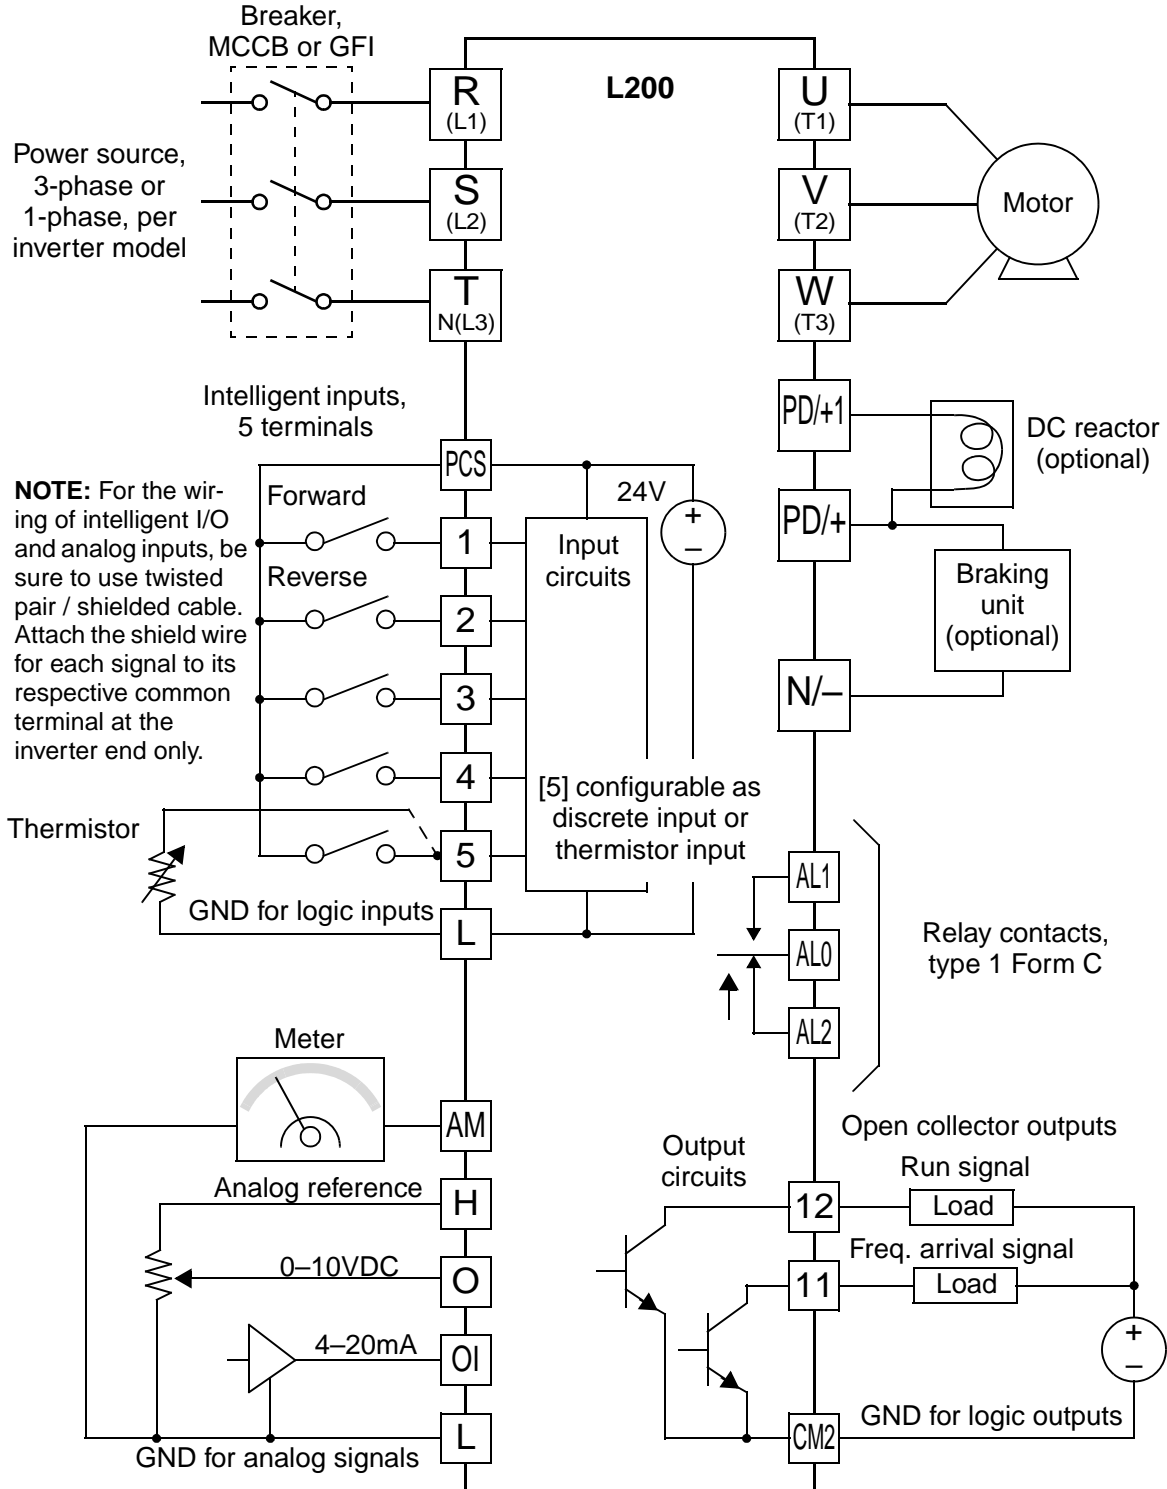 Breaker,
MCCB or GFI
L200
R
(L1)
U
(T1)
Power source,
3-phase or
1-phase, per
inverter model
S
(L2)
V
(T2)
Motor
T
N(L3)
W
(T3)
Intelligent inputs,
5 terminals
PD/+1
DC reactor
(optional)
PCS
24V
+
–
PD/+
NOTE: For the wir-
ing of intelligent I/O
and analog inputs, be
sure to use twisted
pair / shielded cable.
Attach the shield wire
for each signal to its
respective common
terminal at the
inverter end only.
Forward
1
Reverse
2
3
4
5
Input
circuits
Braking
unit
(optional)
N/–
[5] configurable as
discrete input or
thermistor input
Thermistor
GND for logic inputs
L
AL1
AL0
AL2
Relay contacts,
type 1 Form C
Meter
AM
Open collector outputs
Output
circuits
Run signal
12
Load
Analog reference
H
Freq. arrival signal
11
Load
0–10VDC
O
4–20mA
OI
+
–
L
GND for analog signals
CM2
GND for logic outputs